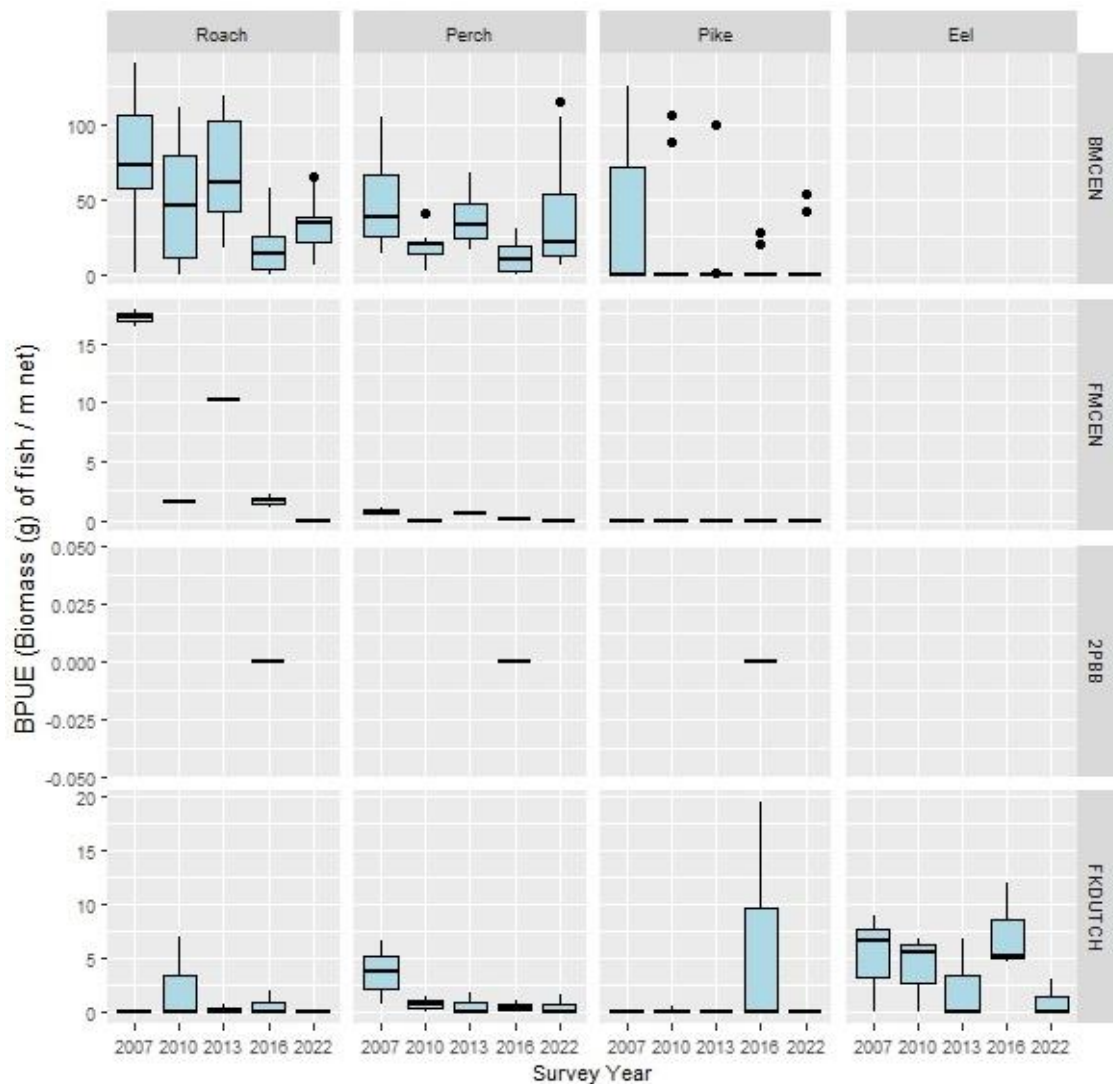 Roach Perch Pike Eel
BPUE (Biomass (g) of fish / m net)
100
50
0
BMCEN
15
10
5
0
FMCEN
0.050
0.025
0.000
-0.025
-0.050
2PBB
20
15
10
5
0
FKDUTCH
2007 2010 2013 2016 2022 2007 2010 2013 2016 2022 2007 2010 2013 2016 2022 2007 2010 2013 2016 2022
Survey Year